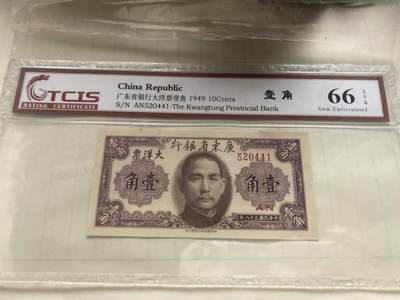 TCIS
RATING CERTIFICATE
China Republic
广东省银行大洋票壹角 1949 10Cents
S/N AN520441-The Kwangtung Provincial Bank
壹角
66
EPQ
Gem Uncirculated
行銀省東廣
票洋大
520441
角壹
角壹
AN